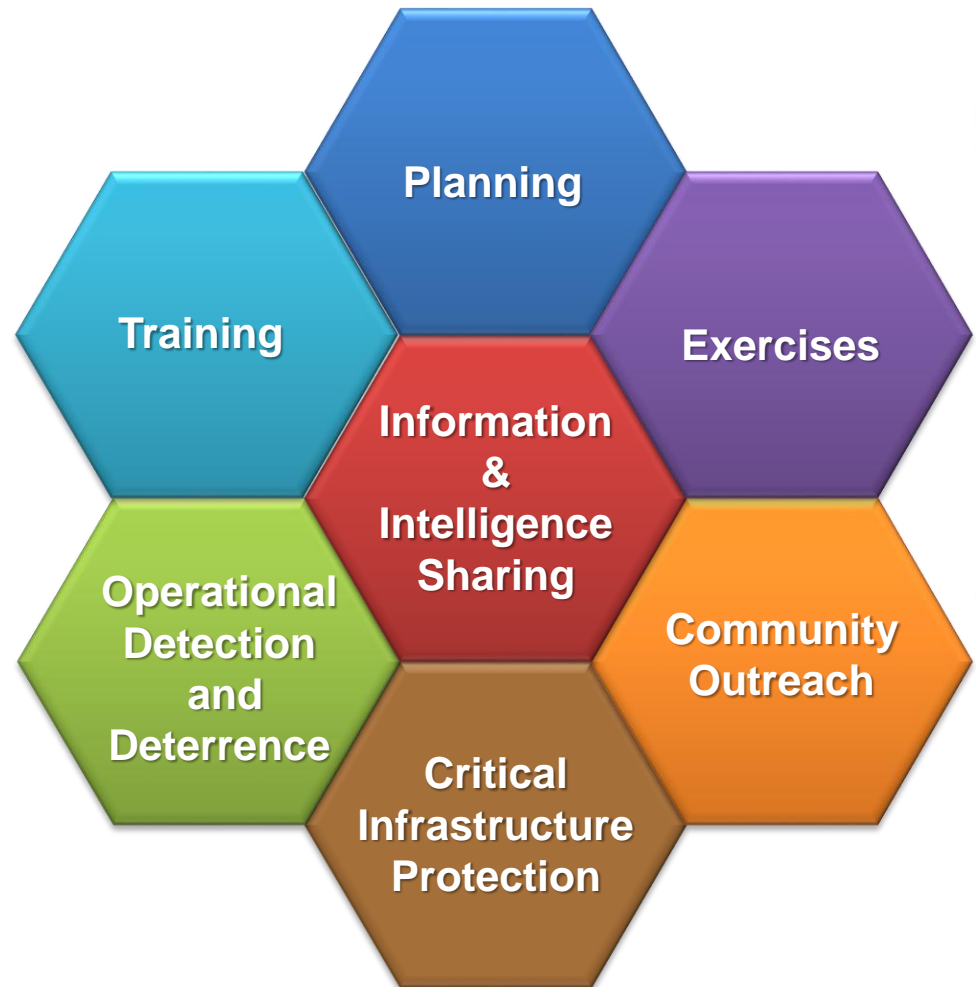 Planning
Training
Exercises
Information
&
Intelligence
Sharing
Operational
Detection
and
Deterrence
Community
Outreach
Critical
Infrastructure
Protection